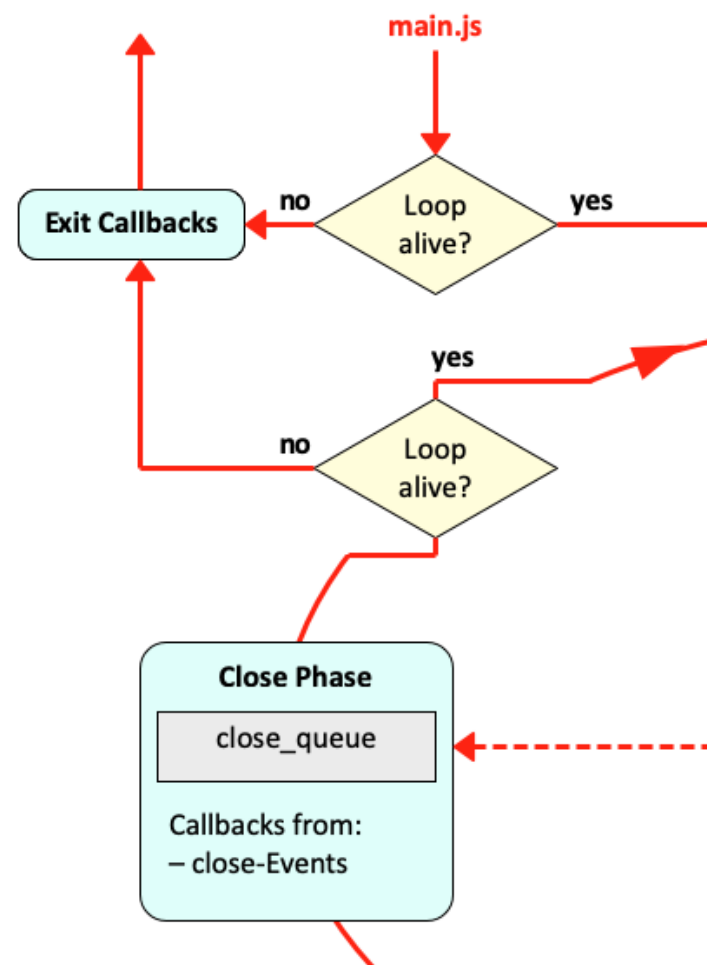 main.js
no
yes
Loop
alive?
Exit Callbacks
yes
no
Loop
alive?
Close Phase
close_queue
Callbacks from:
– close-Events